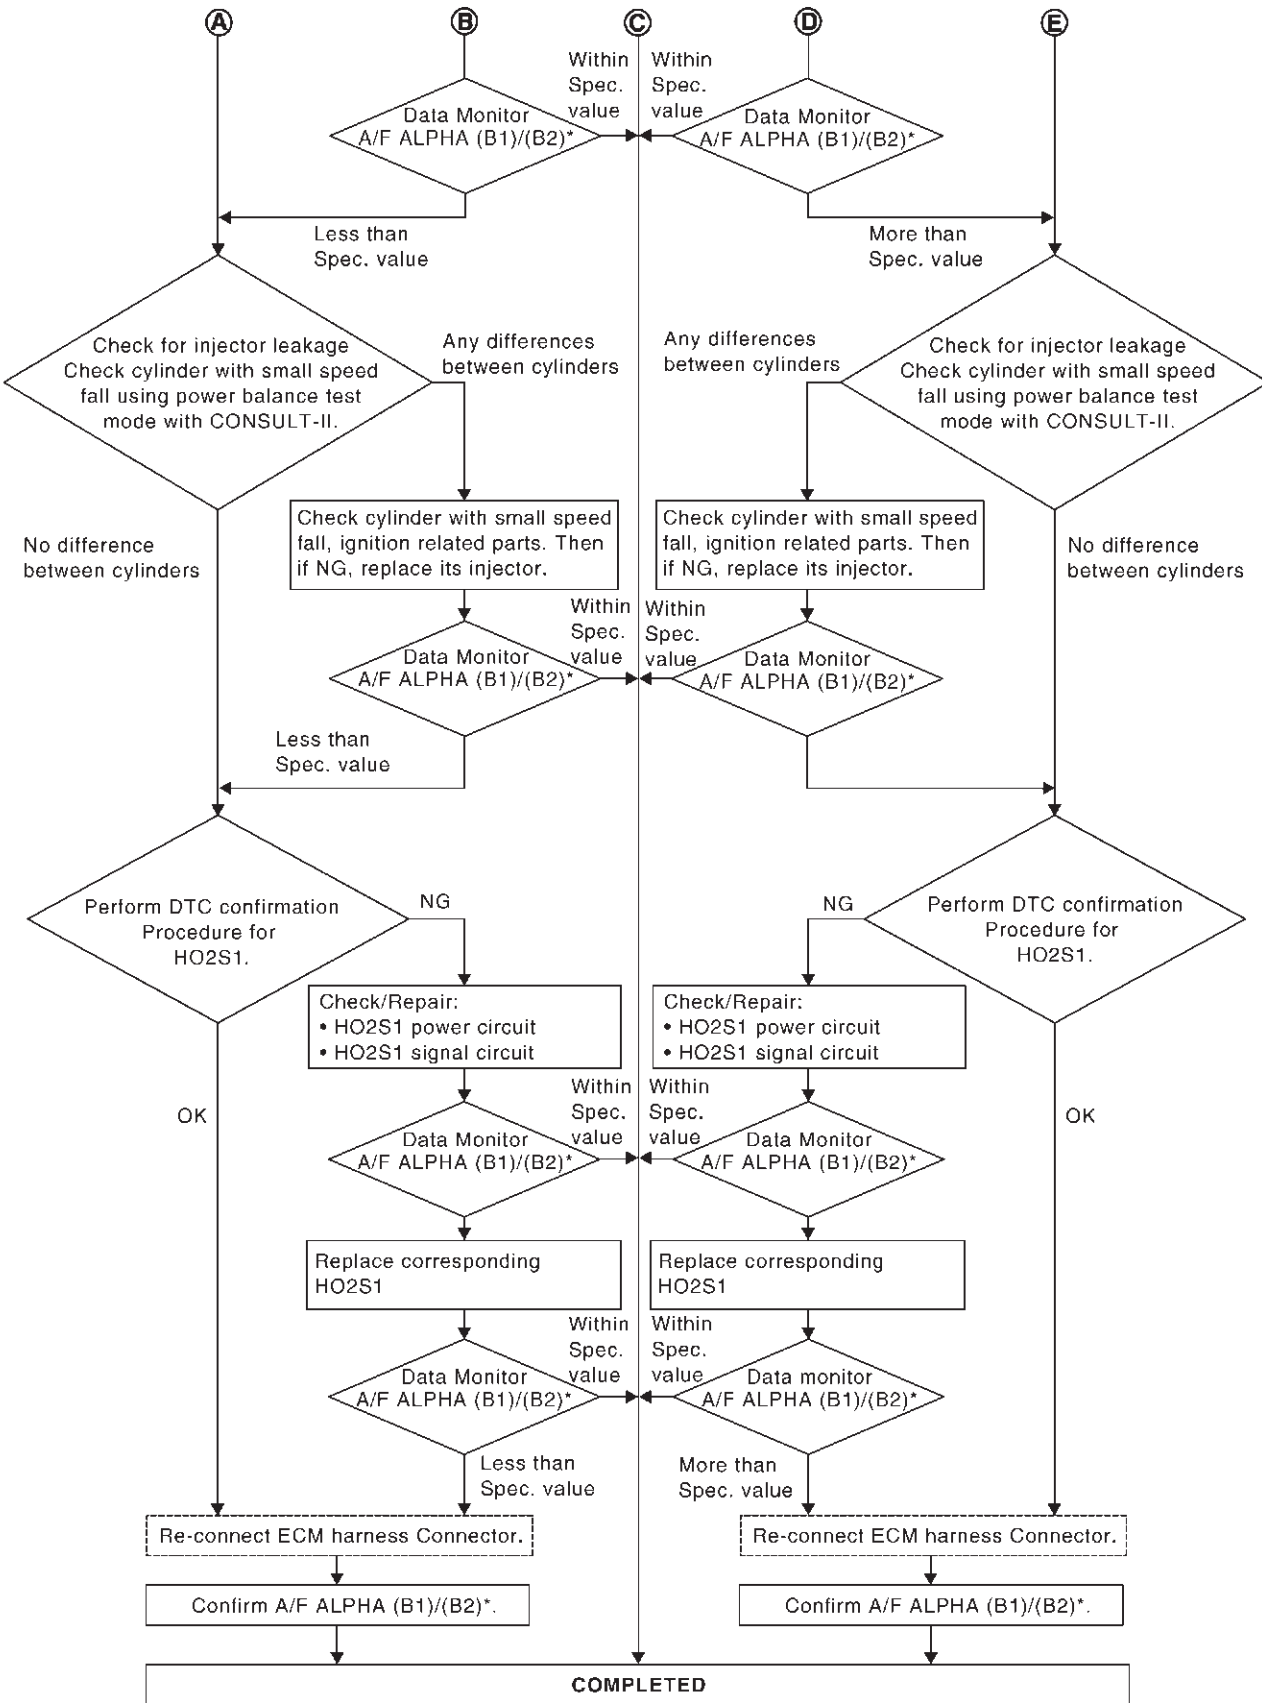 A
B
C
D
E
Within
Spec.
value
Within
Spec.
value
Data Monitor
A/F ALPHA (B1)/(B2)*
Data Monitor
A/F ALPHA (B1)/(B2)*
Less than
Spec. value
More than
Spec. value
Check for injector leakage
Check cylinder with small speed
fall using power balance test
mode with CONSULT-II.
Any differences
between cylinders
Any differences
between cylinders
Check for injector leakage
Check cylinder with small speed
fall using power balance test
mode with CONSULT-II.
No difference
between cylinders
Check cylinder with small speed
fall, ignition related parts. Then
if NG, replace its injector.
Check cylinder with small speed
fall, ignition related parts. Then
if NG, replace its injector.
No difference
between cylinders
Within
Spec.
value
Within
Spec.
value
Data Monitor
A/F ALPHA (B1)/(B2)*
Data Monitor
A/F ALPHA (B1)/(B2)*
Less than
Spec. value
Perform DTC confirmation
Procedure for
HO2S1.
NG
NG
Perform DTC confirmation
Procedure for
HO2S1.
Check/Repair:
• HO2S1 power circuit
• HO2S1 signal circuit
Check/Repair:
• HO2S1 power circuit
• HO2S1 signal circuit
OK
Within
Spec.
value
Within
Spec.
value
OK
Data Monitor
A/F ALPHA (B1)/(B2)*
Data Monitor
A/F ALPHA (B1)/(B2)*
Replace corresponding
HO2S1
Replace corresponding
HO2S1
Within
Spec.
value
Within
Spec.
value
Data Monitor
A/F ALPHA (B1)/(B2)*
Data monitor
A/F ALPHA (B1)/(B2)*
Less than
Spec. value
More than
Spec. value
Re-connect ECM harness Connector.
Re-connect ECM harness Connector.
Confirm A/F ALPHA (B1)/(B2)*.
Confirm A/F ALPHA (B1)/(B2)*.
COMPLETED